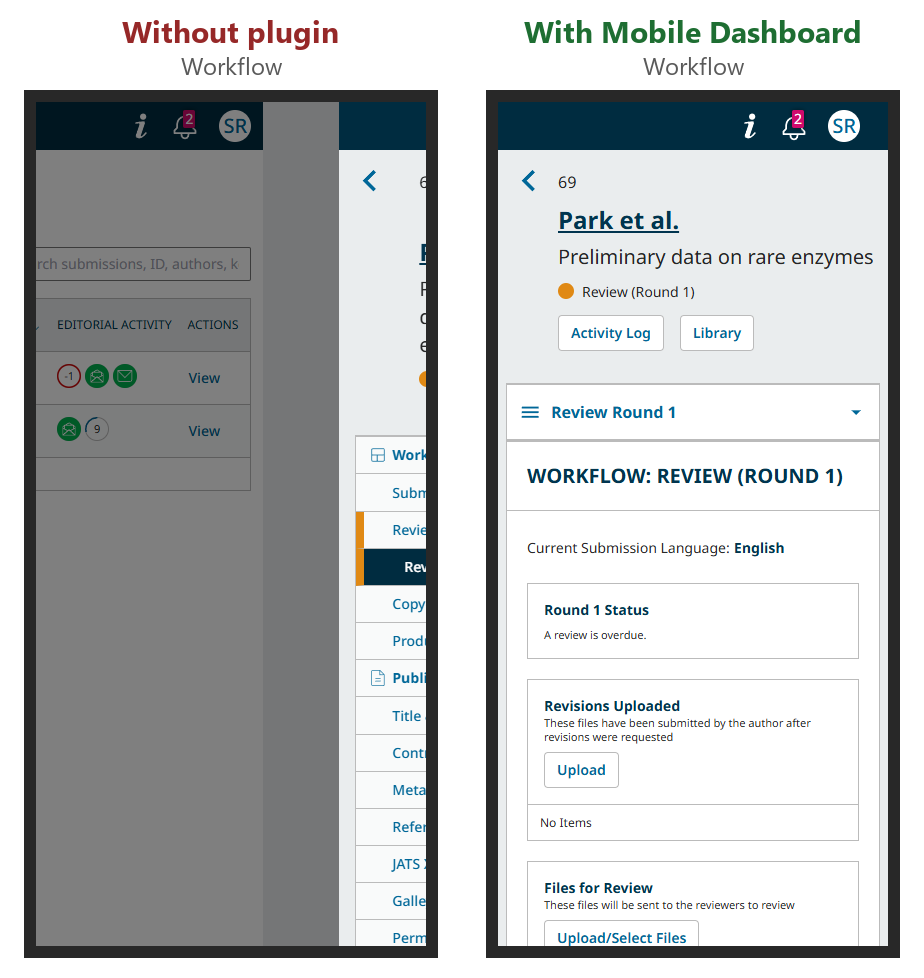 Without plugin
Workflow
2
SR
rch submissions, ID, authors, k
EDITORIAL ACTIVITY ACTIONS
-1 View
9 View
Work
Subm
Revie
Rev
Copy
Produ
Publi
Title
Cont
Meta
Refer
JATS
Galle
Perm
With Mobile Dashboard
Workflow
2
SR
69
Park et al.
Preliminary data on rare enzymes
Review (Round 1)
Activity Log Library
Review Round 1
WORKFLOW: REVIEW (ROUND 1)
Current Submission Language: English
Round 1 Status
A review is overdue.
Revisions Uploaded
These files have been submitted by the author after
revisions were requested
Upload
No Items
Files for Review
These files will be sent to the reviewers to review
Upload/Select Files